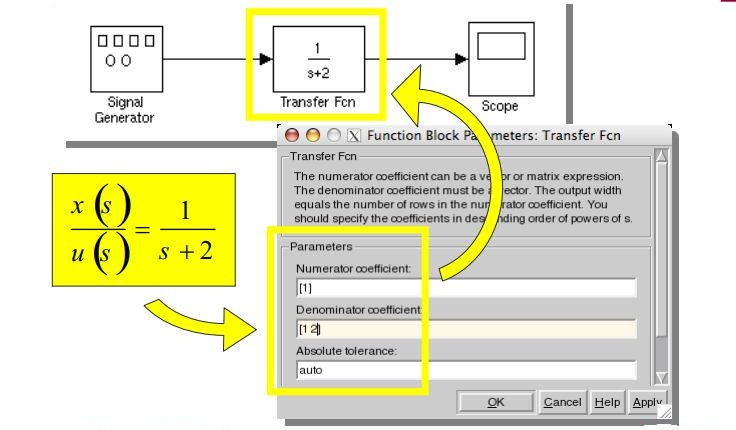 1
s+2
Signal
Generator
Transfer Fcn
Scope
X Function Block Parameters: Transfer Fcn
Transfer Fcn
The numerator coefficient can be a vector or matrix expression.
The denominator coefficient must be a vector. The output width
equals the number of rows in the numerator coefficient. You
should specify the coefficients in descending order of powers of s.
x(s)
u(s)
=
1
s + 2
Parameters
Numerator coefficient:
[1]
Denominator coefficient
[1 2]
Absolute tolerance:
auto
OK Cancel Help Apply